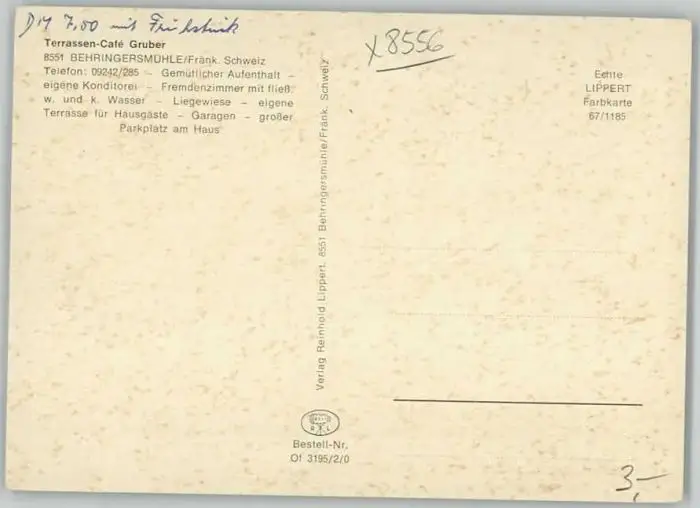 DM 7,00 mit Frühstück
Terrassen-Café Gruber
8551 BEHRINGERSMÜHLE/Fränk. Schweiz
Telefon: 09242/285 – Gemütlicher Aufenthalt –
eigene Konditorei – Fremdenzimmer mit fließ.
w. und k. Wasser – Liegewiese – eigene
Terrasse für Hausgäste – Garagen – großer
Parkplatz am Haus
Verlag Reinhold Lippert, 8551 Behringersmühle/Fränk. Schweiz
R L
Bestell-Nr.
Of 3195/2/0
x8556
Echte
LIPPERT
Farbkarte
67/1185
3,-